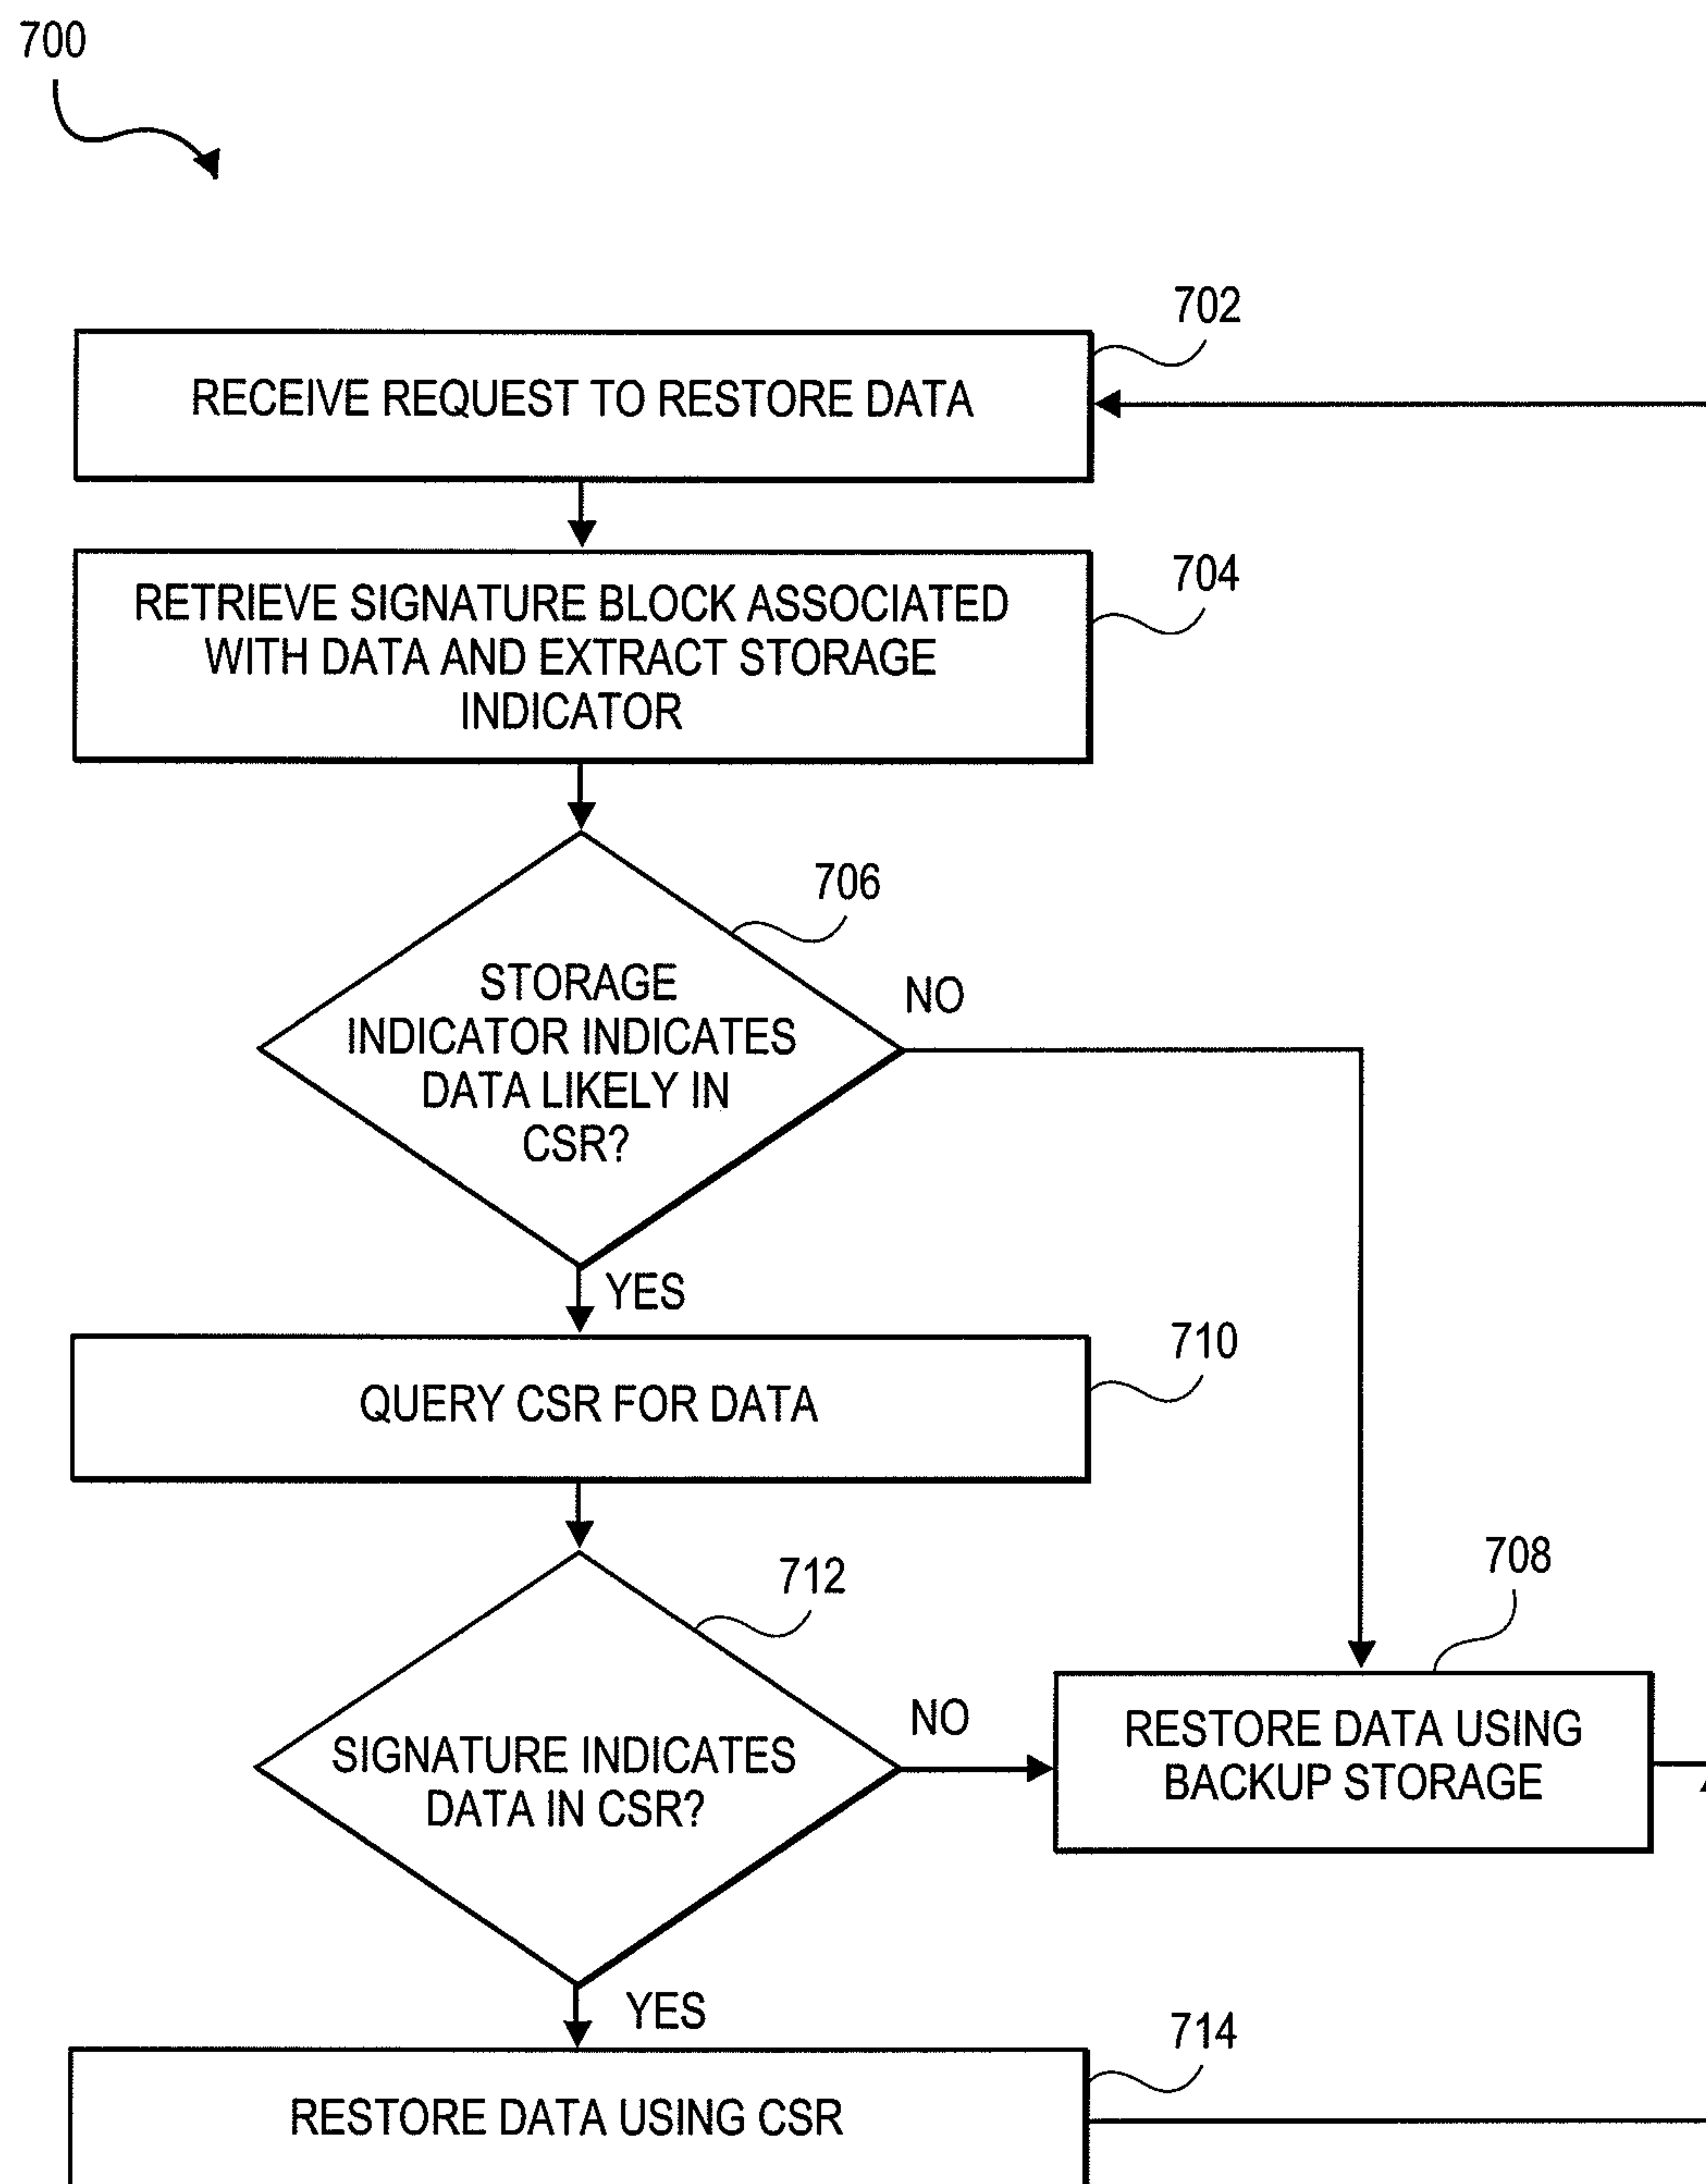 700
702
RECEIVE REQUEST TO RESTORE DATA
704
RETRIEVE SIGNATURE BLOCK ASSOCIATED
WITH DATA AND EXTRACT STORAGE
INDICATOR
706
STORAGE
INDICATOR INDICATES
DATA LIKELY IN
CSR?
NO
YES
710
QUERY CSR FOR DATA
712
SIGNATURE INDICATES
DATA IN CSR?
NO
708
RESTORE DATA USING
BACKUP STORAGE
YES
714
RESTORE DATA USING CSR